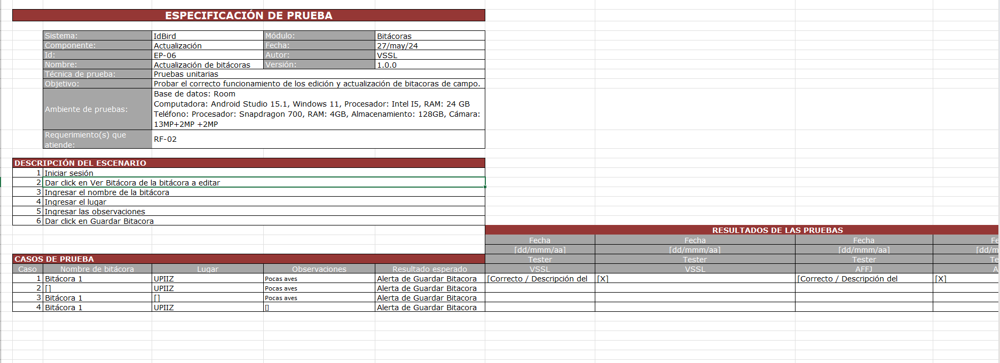 ESPECIFICACIÓN DE PRUEBA
Sistema: IdBird Módulo: Bitácoras
Componente: Actualización Fecha: 27/may/24
Id: EP-06 Autor: VSSL
Nombre: Actualización de bitácoras Versión: 1.0.0
Técnica de prueba: Pruebas unitarias
Objetivo: Probar el correcto funcionamiento de los edición y actualización de bitacoras de campo.
Ambiente de pruebas: Base de datos: Room
Computadora: Android Studio 15.1, Windows 11, Procesador: Intel I5, RAM: 24 GB
Teléfono: Procesador: Snapdragon 700, RAM: 4GB, Almacenamiento: 128GB, Cámara:
13MP+2MP +2MP
Requerimiento(s) que
atiende: RF-02
DESCRIPCIÓN DEL ESCENARIO
1 Iniciar sesión
2 Dar click en Ver Bitácora de la bitácora a editar
3 Ingresar el nombre de la bitácora
4 Ingresar el lugar
5 Ingresar las observaciones
6 Dar click en Guardar Bitacora
RESULTADOS DE LAS PRUEBAS
Fecha Fecha Fecha Fe
[dd/mmm/aa] [dd/mmm/aa] [dd/mmm/aa] [dd/m
CASOS DE PRUEBA Tester Tester Tester Te
Caso Nombre de bitácora Lugar Observaciones Resultado esperado VSSL VSSL AFFJ A
1 Bitácora 1 UPIIZ Pocas aves Alerta de Guardar Bitacora [Correcto / Descripción del [X] [Correcto / Descripción del [X]
2 [] UPIIZ Pocas aves Alerta de Guardar Bitacora
3 Bitácora 1 [] Pocas aves Alerta de Guardar Bitacora
4 Bitácora 1 UPIIZ [] Alerta de Guardar Bitacora